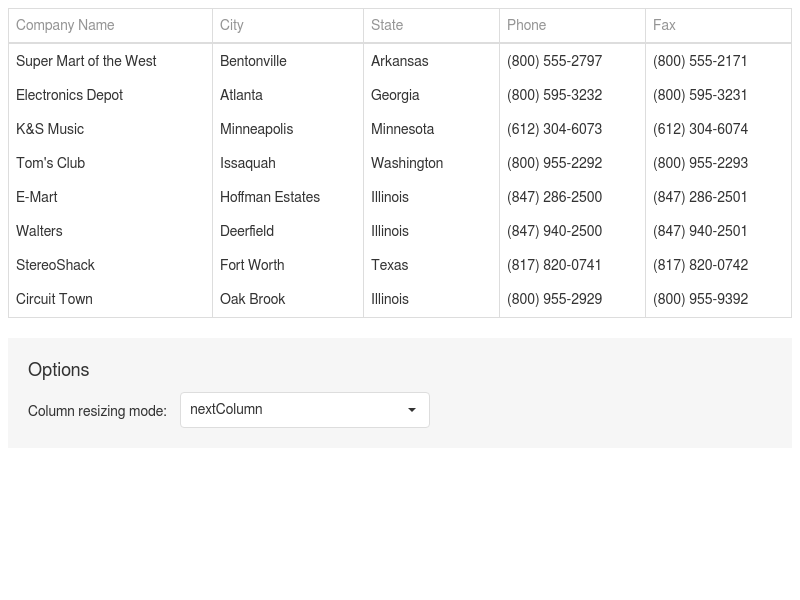 Company Name City State Phone Fax
Super Mart of the West Bentonville Arkansas (800) 555-2797 (800) 555-2171
Electronics Depot Atlanta Georgia (800) 595-3232 (800) 595-3231
K&S Music Minneapolis Minnesota (612) 304-6073 (612) 304-6074
Tom's Club Issaquah Washington (800) 955-2292 (800) 955-2293
E-Mart Hoffman Estates Illinois (847) 286-2500 (847) 286-2501
Walters Deerfield Illinois (847) 940-2500 (847) 940-2501
StereoShack Fort Worth Texas (817) 820-0741 (817) 820-0742
Circuit Town Oak Brook Illinois (800) 955-2929 (800) 955-9392
Options
Column resizing mode: nextColumn